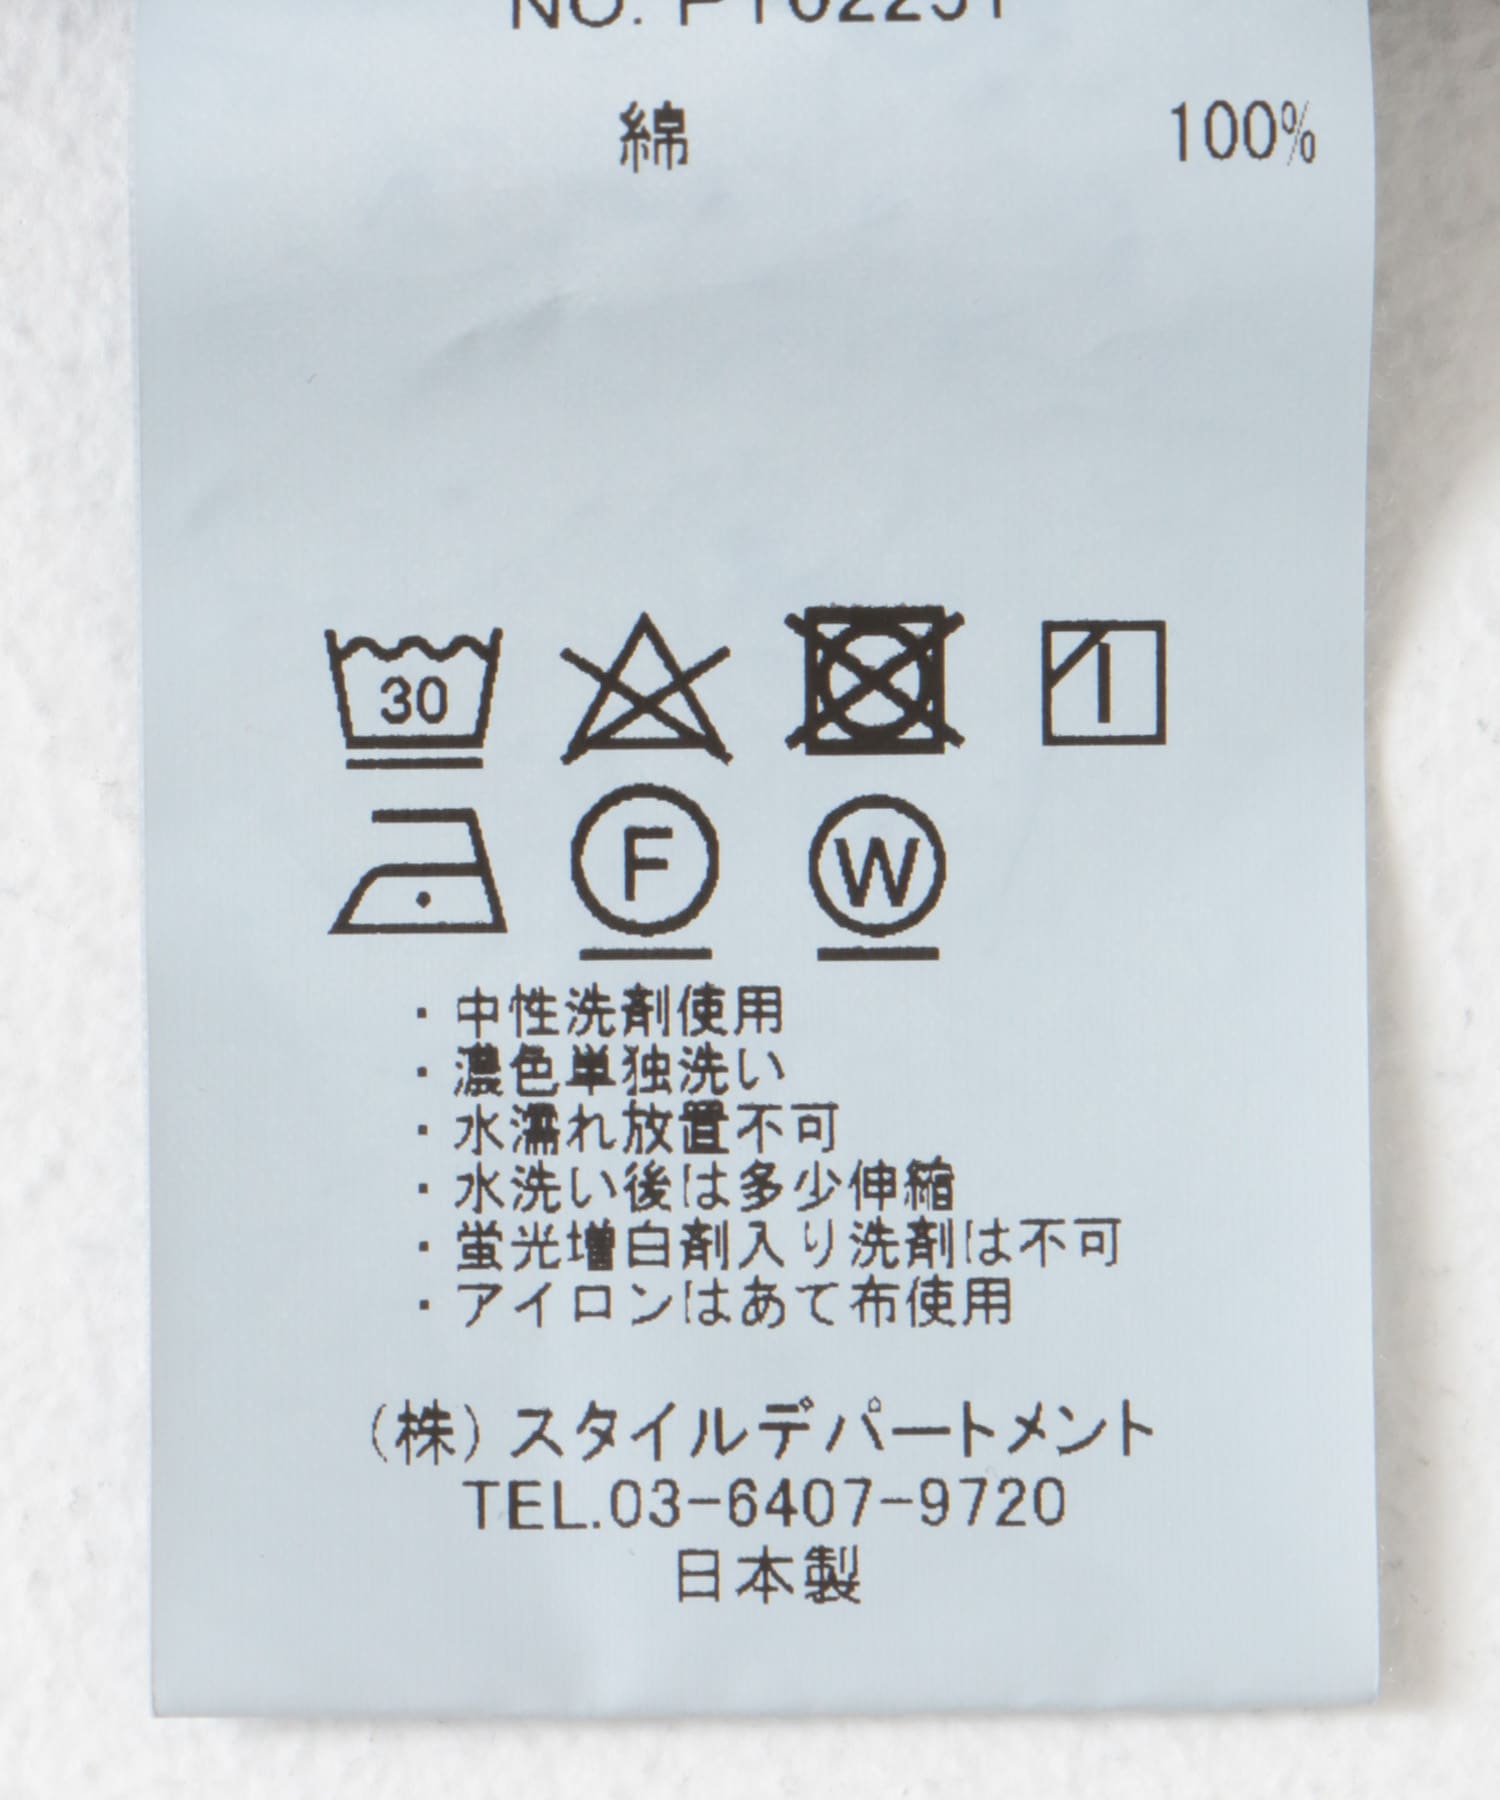 綿 100%
30
F W
・中性洗剤使用
・濃色単独洗い
・水濡れ放置不可
・水洗い後は多少伸縮
・蛍光増白剤入り洗剤は不可
・アイロンはあて布使用
(株)スタイルデパートメント
TEL.03-6407-9720
日本製